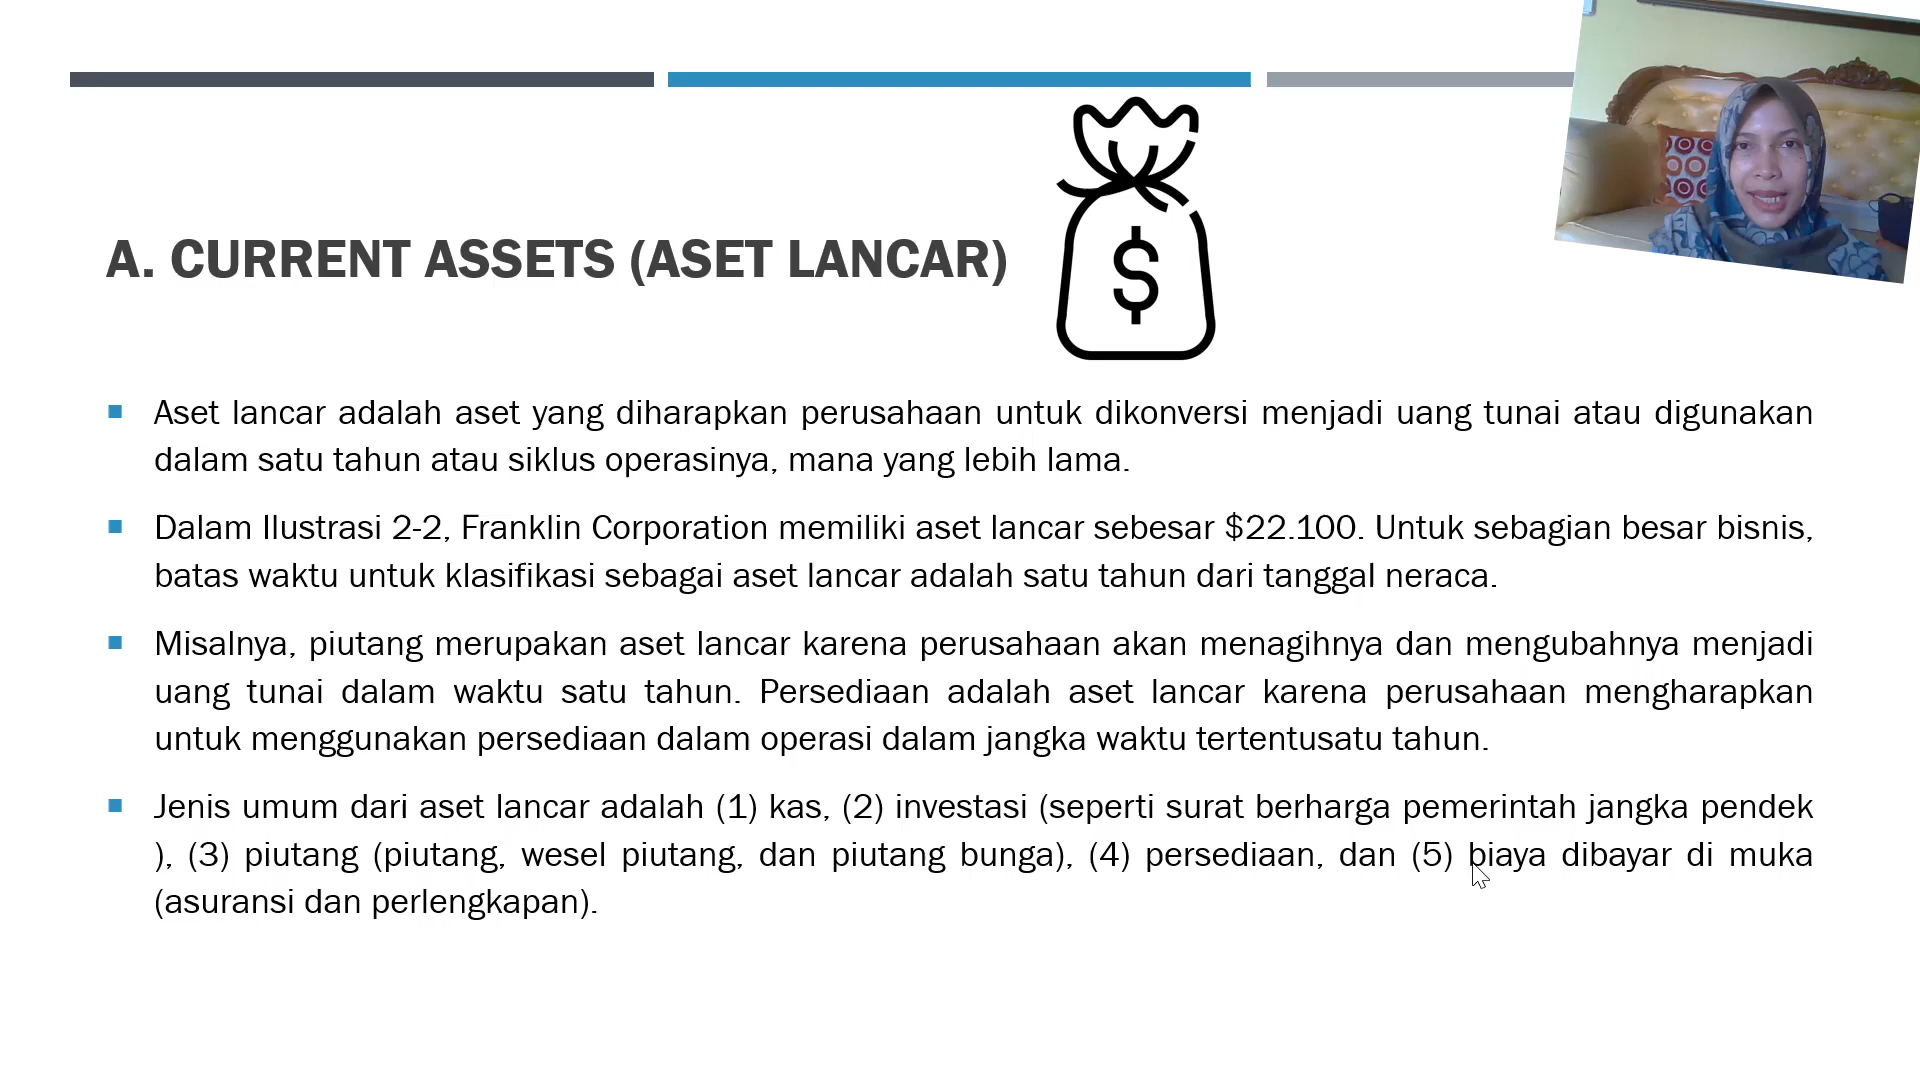 A. CURRENT ASSETS (ASET LANCAR)
$
Aset lancar adalah aset yang diharapkan perusahaan untuk dikonversi menjadi uang tunai atau digunakan
dalam satu tahun atau siklus operasinya, mana yang lebih lama.
Dalam Ilustrasi 2-2, Franklin Corporation memiliki aset lancar sebesar $22.100. Untuk sebagian besar bisnis,
batas waktu untuk klasifikasi sebagai aset lancar adalah satu tahun dari tanggal neraca.
Misalnya, piutang merupakan aset lancar karena perusahaan akan menagihnya dan mengubahnya menjadi
uang tunai dalam waktu satu tahun. Persediaan adalah aset lancar karena perusahaan mengharapkan
untuk menggunakan persediaan dalam operasi dalam jangka waktu tertentusatu tahun.
Jenis umum dari aset lancar adalah (1) kas, (2) investasi (seperti surat berharga pemerintah jangka pendek
), (3) piutang (piutang, wesel piutang, dan piutang bunga), (4) persediaan, dan (5) biaya dibayar di muka
(asuransi dan perlengkapan).